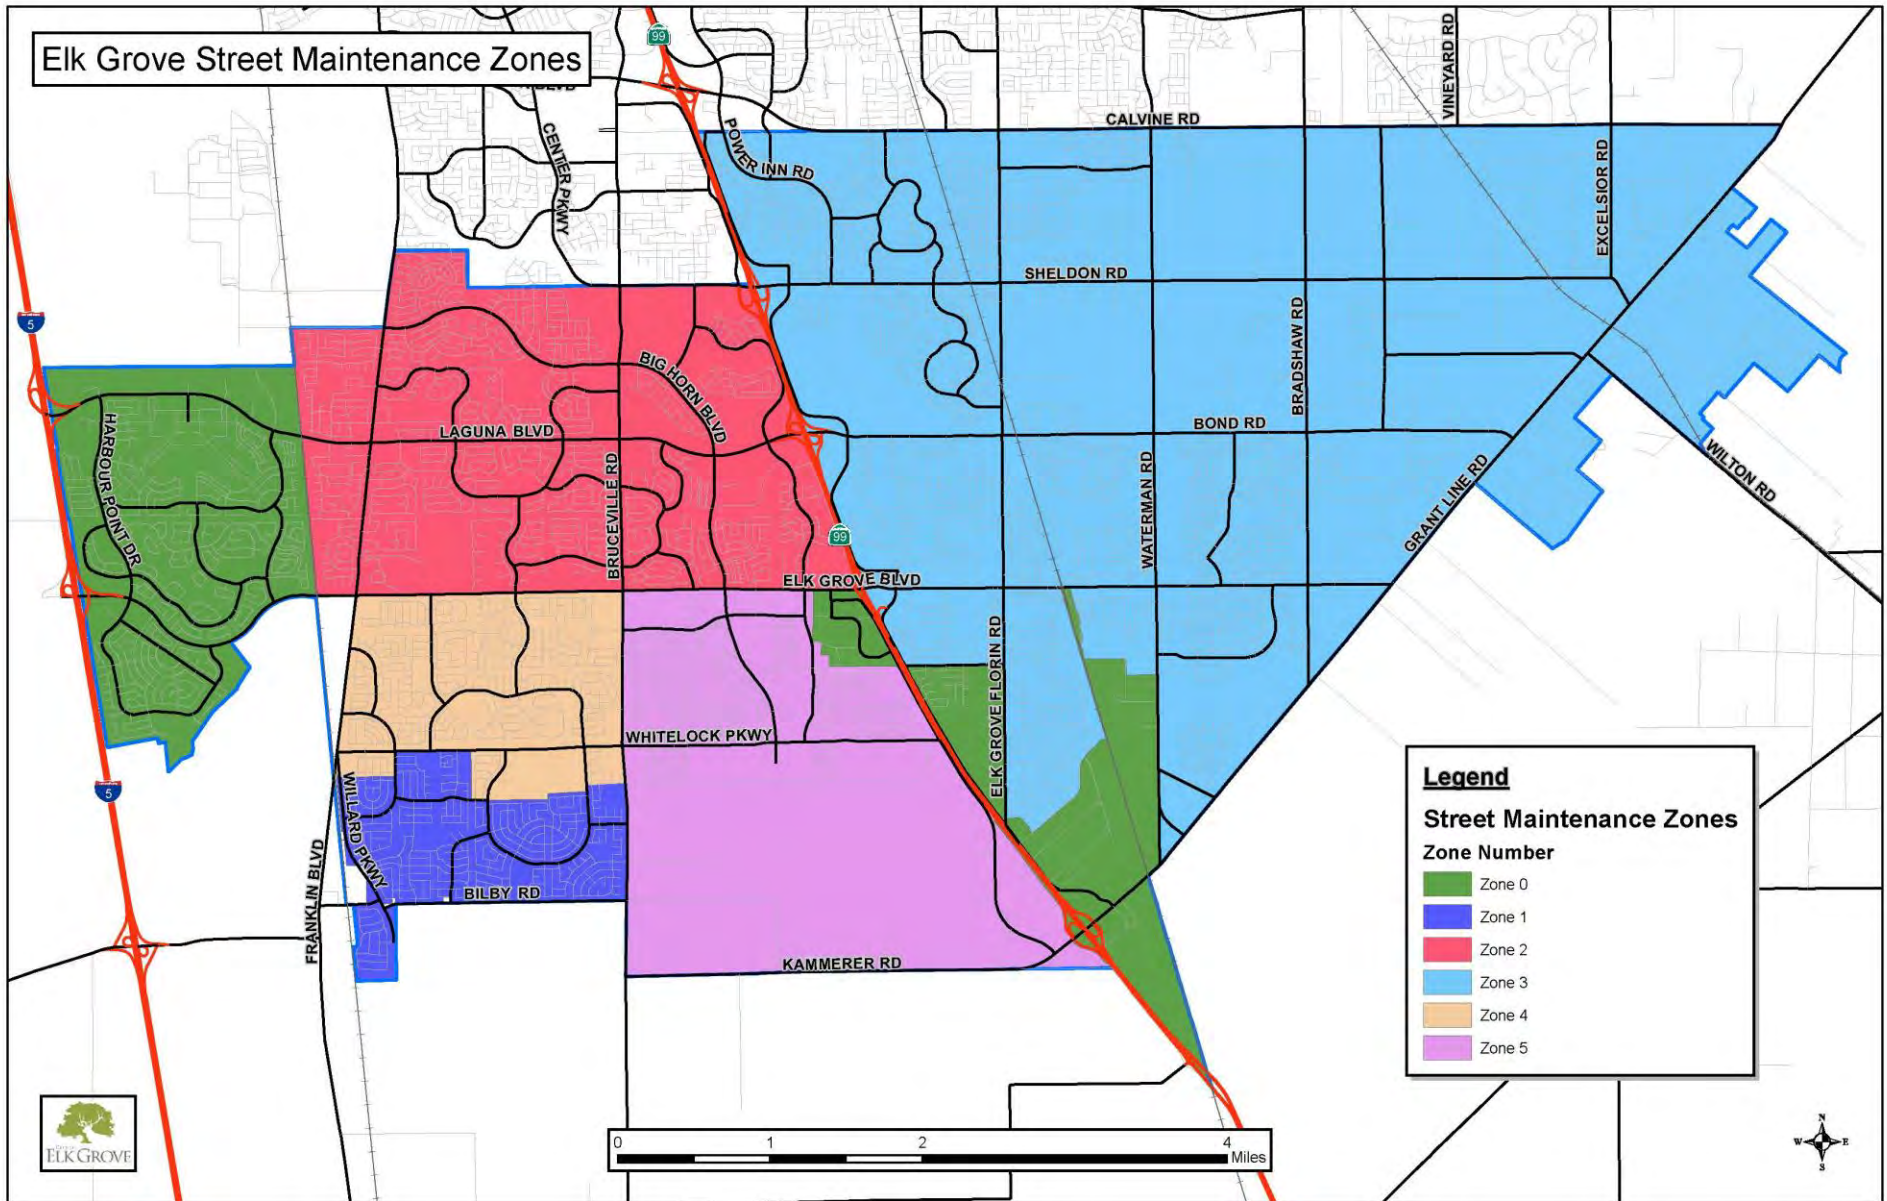 Elk Grove Street Maintenance Zones
99
BLVD
CENTER PKWY
POWER INN RD
CALVINE RD
VINEYARD RD
EXCELSIOR RD
SHELDON RD
5
BRADSHAW RD
BIG HORN BLVD
HARBOUR POINT DR
LAGUNA BLVD
BOND RD
BRUCEVILLE RD
WATERMAN RD
GRANT LINE RD
WILTON RD
99
ELK GROVE BLVD
ELK GROVE FLORIN RD
WHITELOCK PKWY
5
WILLARD PKWY
FRANKLIN BLVD
BILBY RD
KAMMERER RD
Legend
Street Maintenance Zones
Zone Number
Zone 0
Zone 1
Zone 2
Zone 3
Zone 4
Zone 5
ELK GROVE
0 1 2 4
Miles
N
W E
S